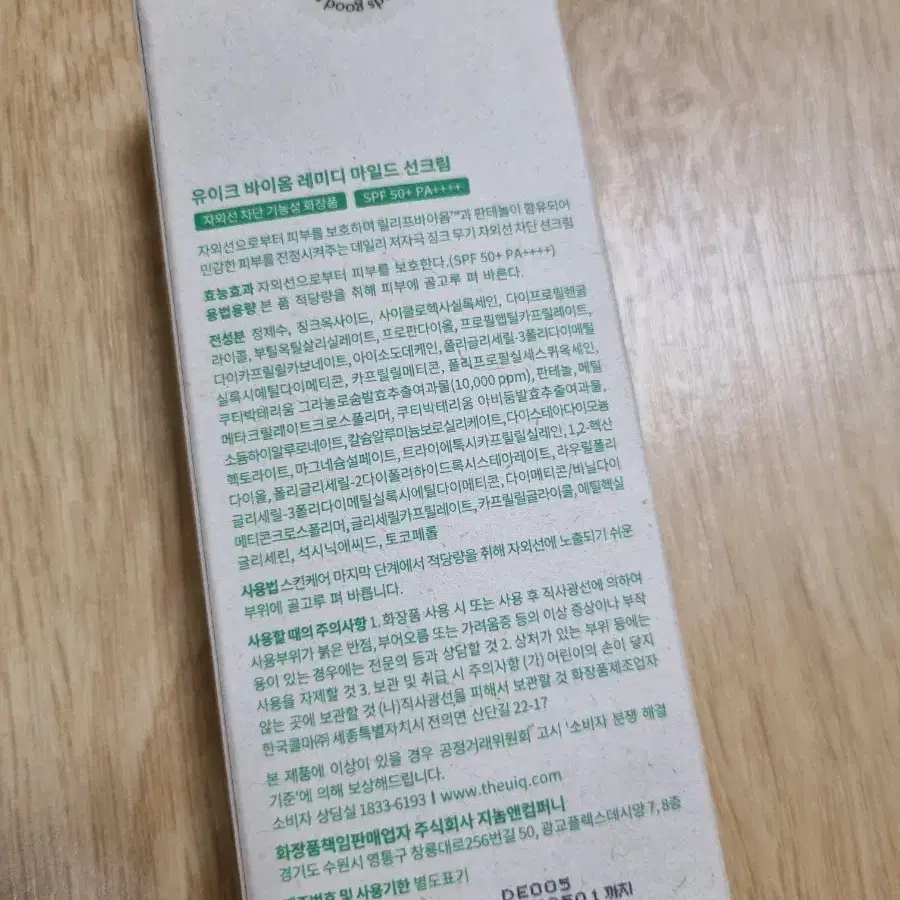 ds good
유이크 바이옴 레미디 마일드 선크림
자외선 차단 기능성 화장품 SPF 50+ PA++++
자외선으로부터 피부를 보호하며 릴리프바이옴™과 판테놀이 함유되어
민감한 피부를 진정시켜주는 데일리 저자극 징크 무기 자외선 차단 선크림
효능효과 자외선으로부터 피부를 보호한다.(SPF 50+ PA++++)
용법용량 본 품 적당량을 취해 피부에 골고루 펴 바른다.
전성분 정제수, 징크옥사이드, 사이클로헥사실록세인, 다이프로필렌글
라이콜, 부틸옥틸살리실레이트, 프로판다이올, 프로필헵틸카프릴레이트,
다이카프릴릴카보네이트, 아이소도데케인, 폴리글리세릴-3폴리다이메틸
실록시에틸다이메티콘, 카프릴릴메티콘, 폴리프로필실세스퀴옥세인,
쿠티박테리움 그라눌로숨발효추출여과물(10,000 ppm), 판테놀, 메틸
메타크릴레이트크로스폴리머, 쿠티박테리움 아비둠발효추출여과물,
소듐하이알루로네이트, 칼슘알루미늄보로실리케이트, 다이스테아다이모늄
헥토라이트, 마그네슘설페이트, 트라이에톡시카프릴릴실레인, 1,2-헥산
다이올, 폴리글리세릴-2다이폴리하이드록시스테아레이트, 라우릴폴리
글리세릴-3폴리다이메틸실록시에틸다이메티콘, 다이메티콘/비닐다이
메티콘크로스폴리머, 글리세릴카프릴레이트, 카프릴릴글라이콜, 에틸헥실
글리세린, 석시닉애씨드, 토코페롤
사용법 스킨케어 마지막 단계에서 적당량을 취해 자외선에 노출되기 쉬운
부위에 골고루 펴 바릅니다.
사용할 때의 주의사항 1. 화장품 사용 시 또는 사용 후 직사광선에 의하여
사용부위가 붉은 반점, 부어오름 또는 가려움증 등의 이상 증상이나 부작
용이 있는 경우에는 전문의 등과 상담할 것 2. 상처가 있는 부위 등에는
사용을 자제할 것 3. 보관 및 취급 시 주의사항 (가) 어린이의 손이 닿지
않는 곳에 보관할 것 (나)직사광선을 피해서 보관할 것 화장품제조업자
한국콜마㈜ 세종특별자치시 전의면 산단길 22-17
본 제품에 이상이 있을 경우 공정거래위원회 고시 '소비자 분쟁 해결
기준'에 의해 보상해드립니다.
소비자 상담실 1833-6193 I www.theuiq.com
화장품책임판매업자 주식회사 지놈앤컴퍼니
경기도 수원시 영통구 창룡대로256번길 50, 광교플렉스데시앙 7, 8층
제조번호 및 사용기한 별도표기
DE005
까지